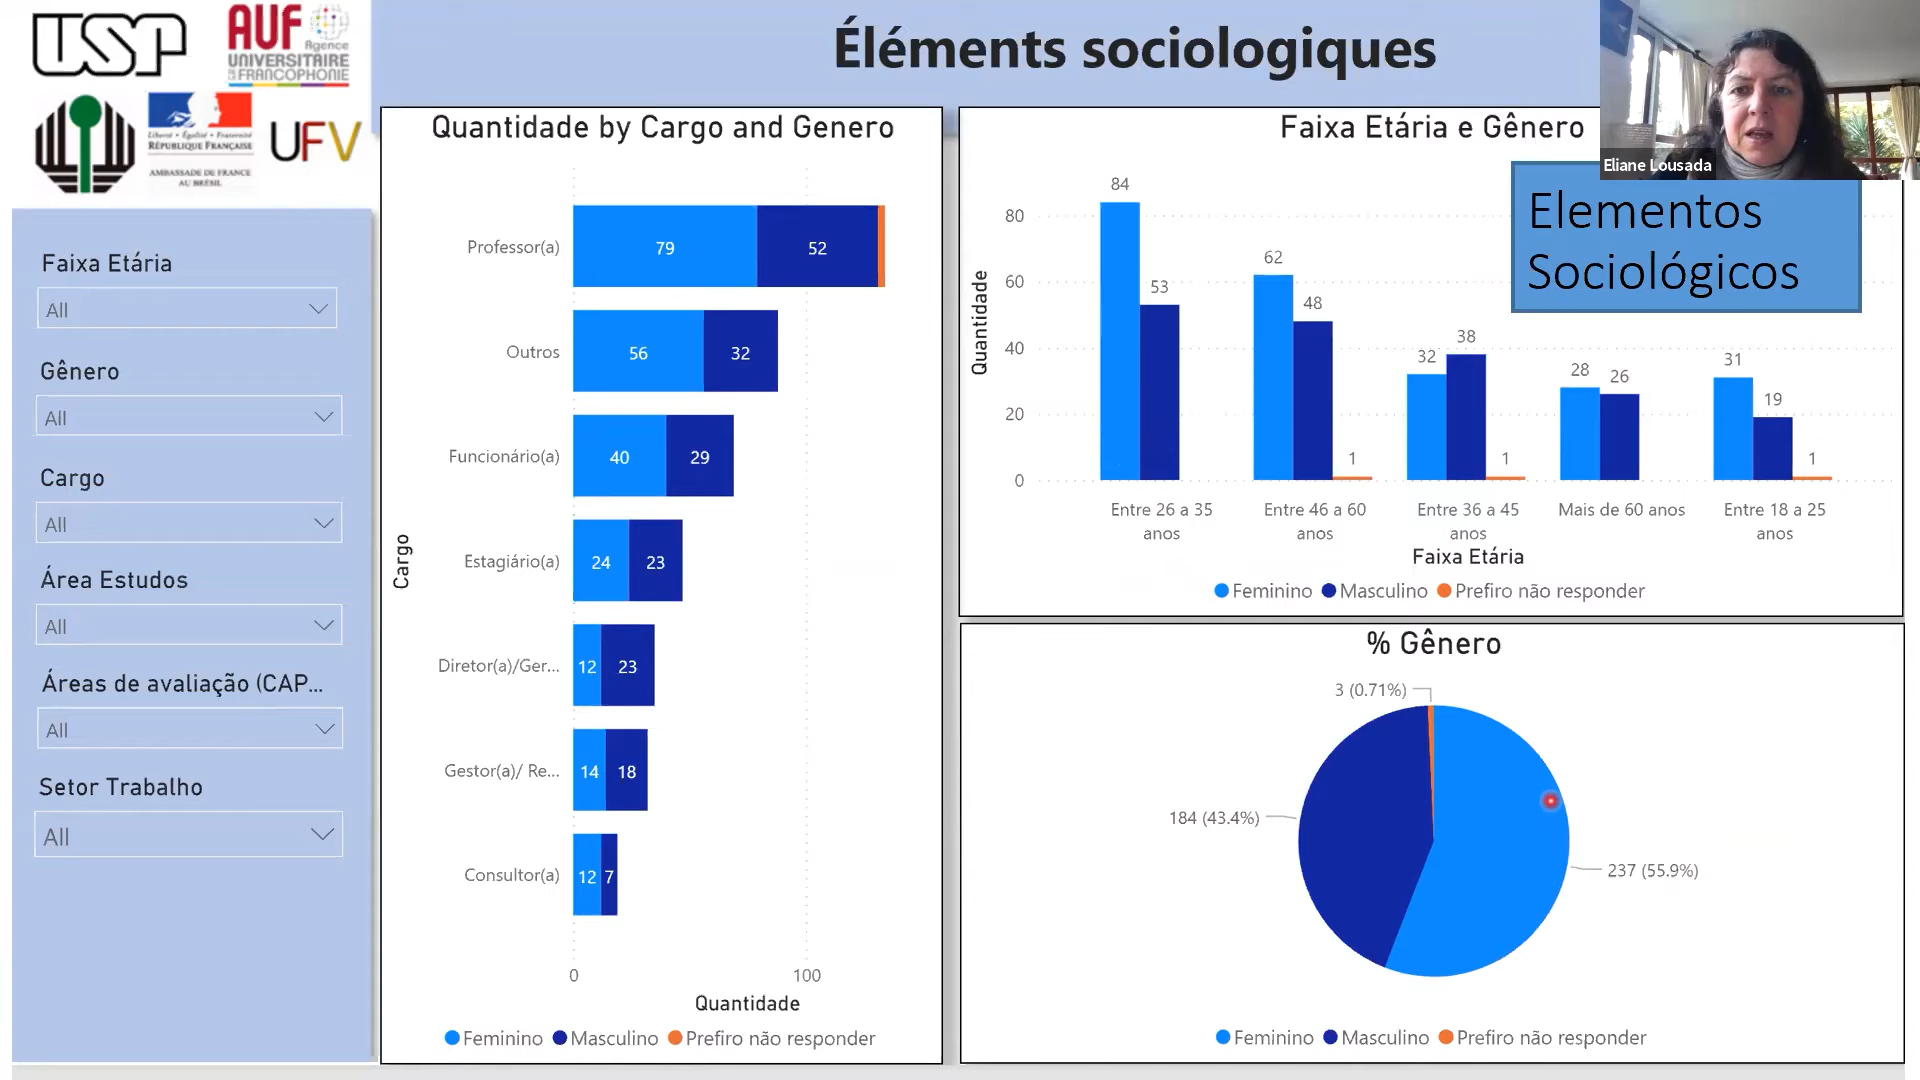 USP
AUF
Agence
UNIVERSITAIRE
DE LA FRANCOPHONIE
Liberté • Égalité • Fraternité
RÉPUBLIQUE FRANÇAISE
AMBASSADE DE FRANCE
AU BRÉSIL
UFV
Éléments sociologiques
Eliane Lousada
Elementos
Sociológicos
Faixa Etária
All
Gênero
All
Cargo
All
Área Estudos
All
Áreas de avaliação (CAP...
All
Setor Trabalho
All
Quantidade by Cargo and Genero
Cargo
Professor(a) 79 52
Outros 56 32
Funcionário(a) 40 29
Estagiário(a) 24 23
Diretor(a)/Ger... 12 23
Gestor(a)/ Re... 14 18
Consultor(a) 12 7
0 100
Quantidade
Feminino Masculino Prefiro não responder
Faixa Etária e Gênero
Quantidade
80
60
40
20
0
84 53
62 48 1
32 38 1
28 26
31 19 1
Entre 26 a 35
anos
Entre 46 a 60
anos
Entre 36 a 45
anos
Mais de 60 anos
Entre 18 a 25
anos
Faixa Etária
Feminino Masculino Prefiro não responder
% Gênero
3 (0.71%)
184 (43.4%)
237 (55.9%)
Feminino Masculino Prefiro não responder